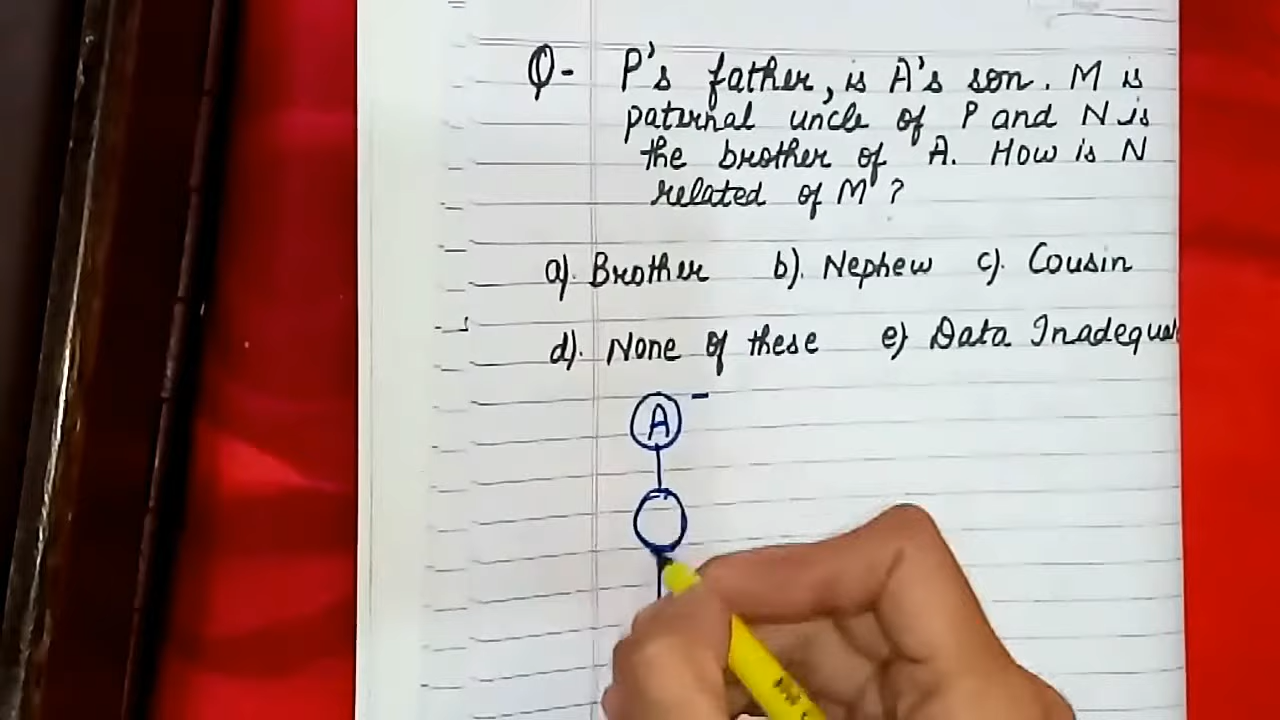 Q- P's father, is A's son. M is
paternal uncle of P and N is
the brother of A. How is N
related of M ?
a). Brother b). Nephew c). Cousin
d). None of these e) Data Inadequa
A -